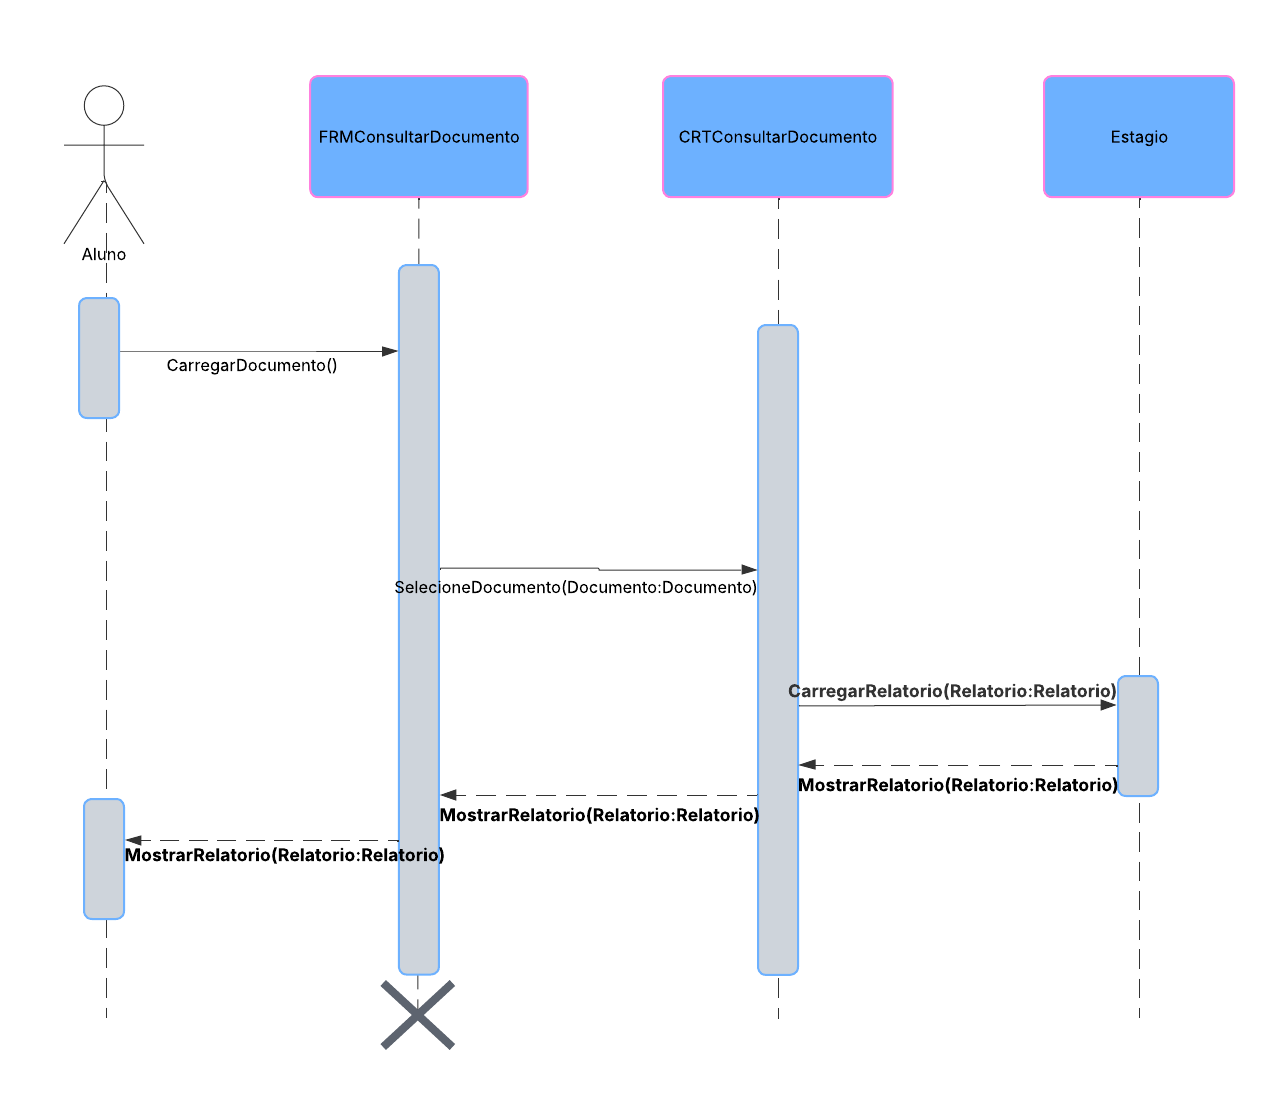 FRMConsultarDocumento
CRTConsultarDocumento
Estagio
Aluno
CarregarDocumento()
SelecioneDocumento(Documento:Documento)
CarregarRelatorio(Relatorio:Relatorio)
MostrarRelatorio(Relatorio:Relatorio)
MostrarRelatorio(Relatorio:Relatorio)
MostrarRelatorio(Relatorio:Relatorio)